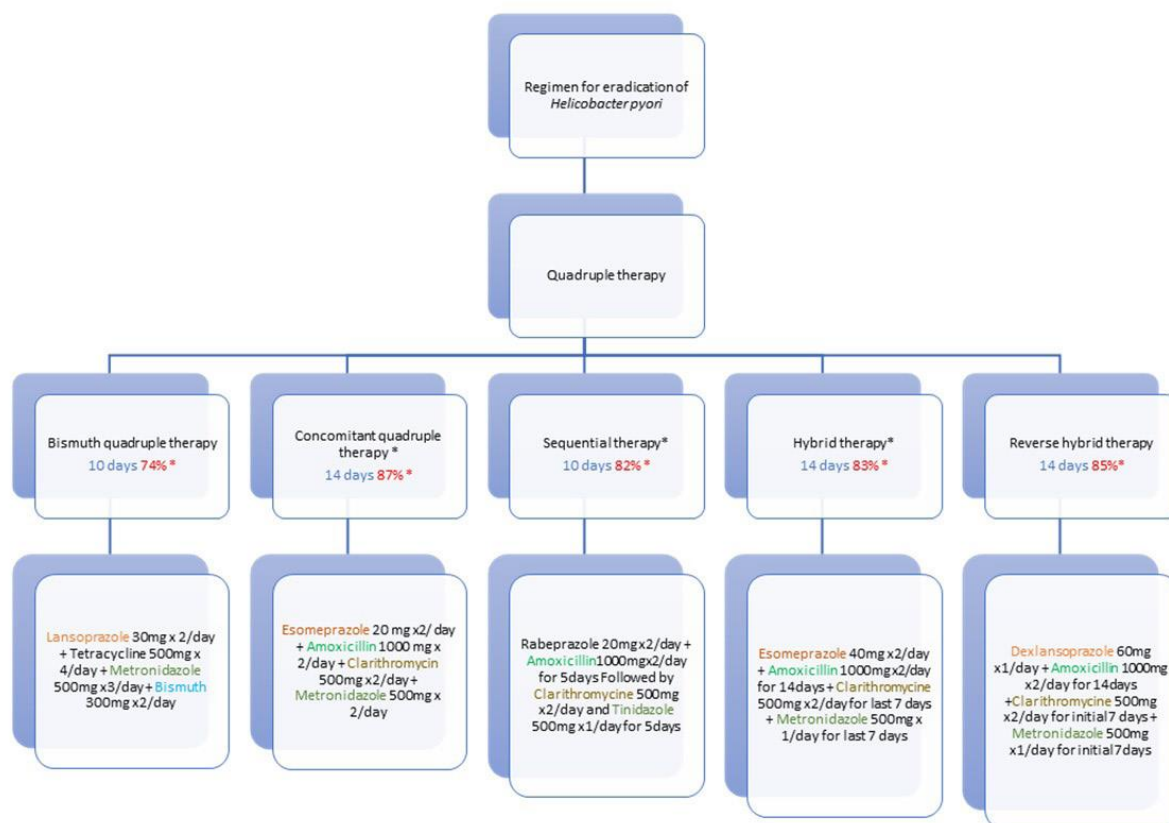 Regimen for eradication of
Helicobacter pyori
Quadruple therapy
Bismuth quadruple therapy
10 days 74% *
Concomitant quadruple
therapy *
14 days 87% *
Sequential therapy*
10 days 82% *
Hybrid therapy*
14 days 83% *
Reverse hybrid therapy
14 days 85%*
Lansoprazole 30mg x 2/day
+ Tetracycline 500mg x
4/day + Metronidazole
500mg x3/day+ Bismuth
300mg x2/day
Esomeprazole 20 mg x2/ day
+ Amoxicillin 1000 mg x
2/day + Clarithromycin
500mg x2/day +
Metronidazole 500mg x
2/day
Rabeprazole 20mg x2/day +
Amoxicillin1000mgx2/day
for 5days Followed by
Clarithromycine 500mg
x2/day and Tinidazole
500mg x1/day for 5days
Esomeprazole 40mg x2/day
+ Amoxicillin 1000mg x2/day
for 14days + Clarithromycine
500mg x2/day for last 7 days
+ Metronidazole 500mg x
1/day for last 7 days
Dexlansoprazole 60mg
x1/day + Amoxicillin 1000mg
x2/day for 14days
+Clarithromycine 500mg
x2/day for initial 7 days +
Metronidazole 500mg
x1/day for initial 7days